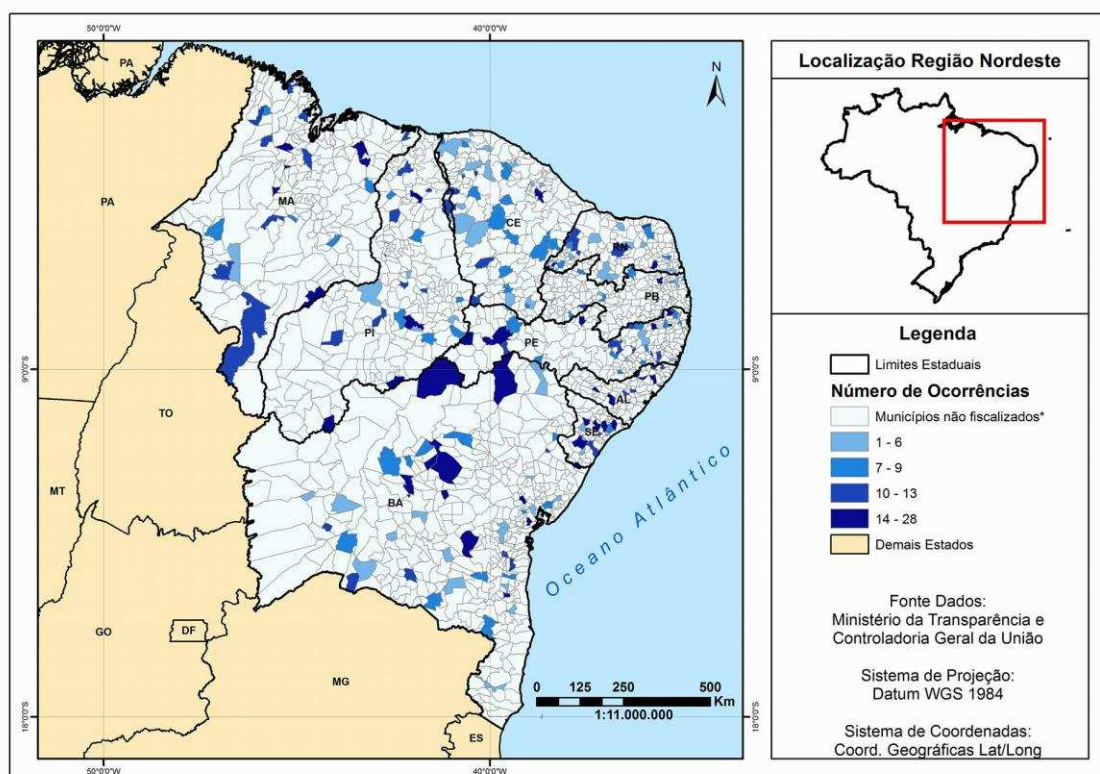 50°0'0"W
40°0'0"W
PA
PA
MA
CE
RN
PB
PI
PE
AL
SE
BA
TO
MT
GO
DF
MG
ES
N
9°0'0"S
9°0'0"S
18°0'0"S
18°0'0"S
Oceano Atlântico
0 125 250 500
Km
1:11.000.000
50°0'0"W
40°0'0"W
Localização Região Nordeste
Legenda
Limites Estaduais
Número de Ocorrências
Municípios não fiscalizados*
1 - 6
7 - 9
10 - 13
14 - 28
Demais Estados
Fonte Dados:
Ministério da Transparência e
Controladoria Geral da União
Sistema de Projeção:
Datum WGS 1984
Sistema de Coordenadas:
Coord. Geográficas Lat/Long